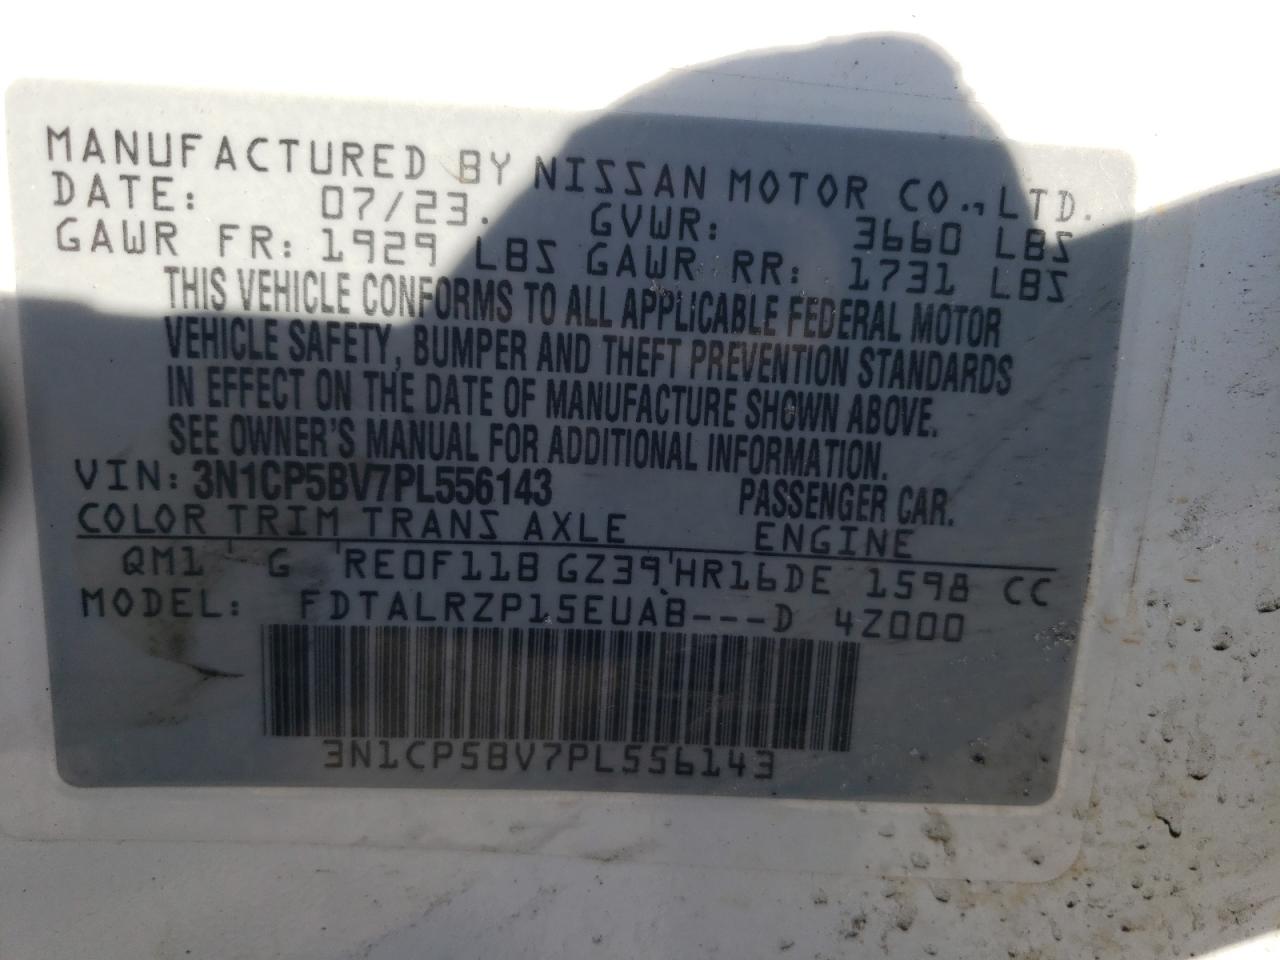 MANUFACTURED BY NISSAN MOTOR CO., LTD.
DATE: 07/23. GVWR: 3660 LBS
GAWR FR: 1929 LBS GAWR RR: 1731 LBS
THIS VEHICLE CONFORMS TO ALL APPLICABLE FEDERAL MOTOR
VEHICLE SAFETY, BUMPER AND THEFT PREVENTION STANDARDS
IN EFFECT ON THE DATE OF MANUFACTURE SHOWN ABOVE.
SEE OWNER'S MANUAL FOR ADDITIONAL INFORMATION.
VIN: 3N1CP5BV7PL556143 PASSENGER CAR.
COLOR TRIM TRANS AXLE ENGINE
QM1 G RE0F11B GZ39 HR16DE 1598 CC
MODEL: FDTALRZP15EUAB---D 4Z000
3N1CP5BV7PL556143